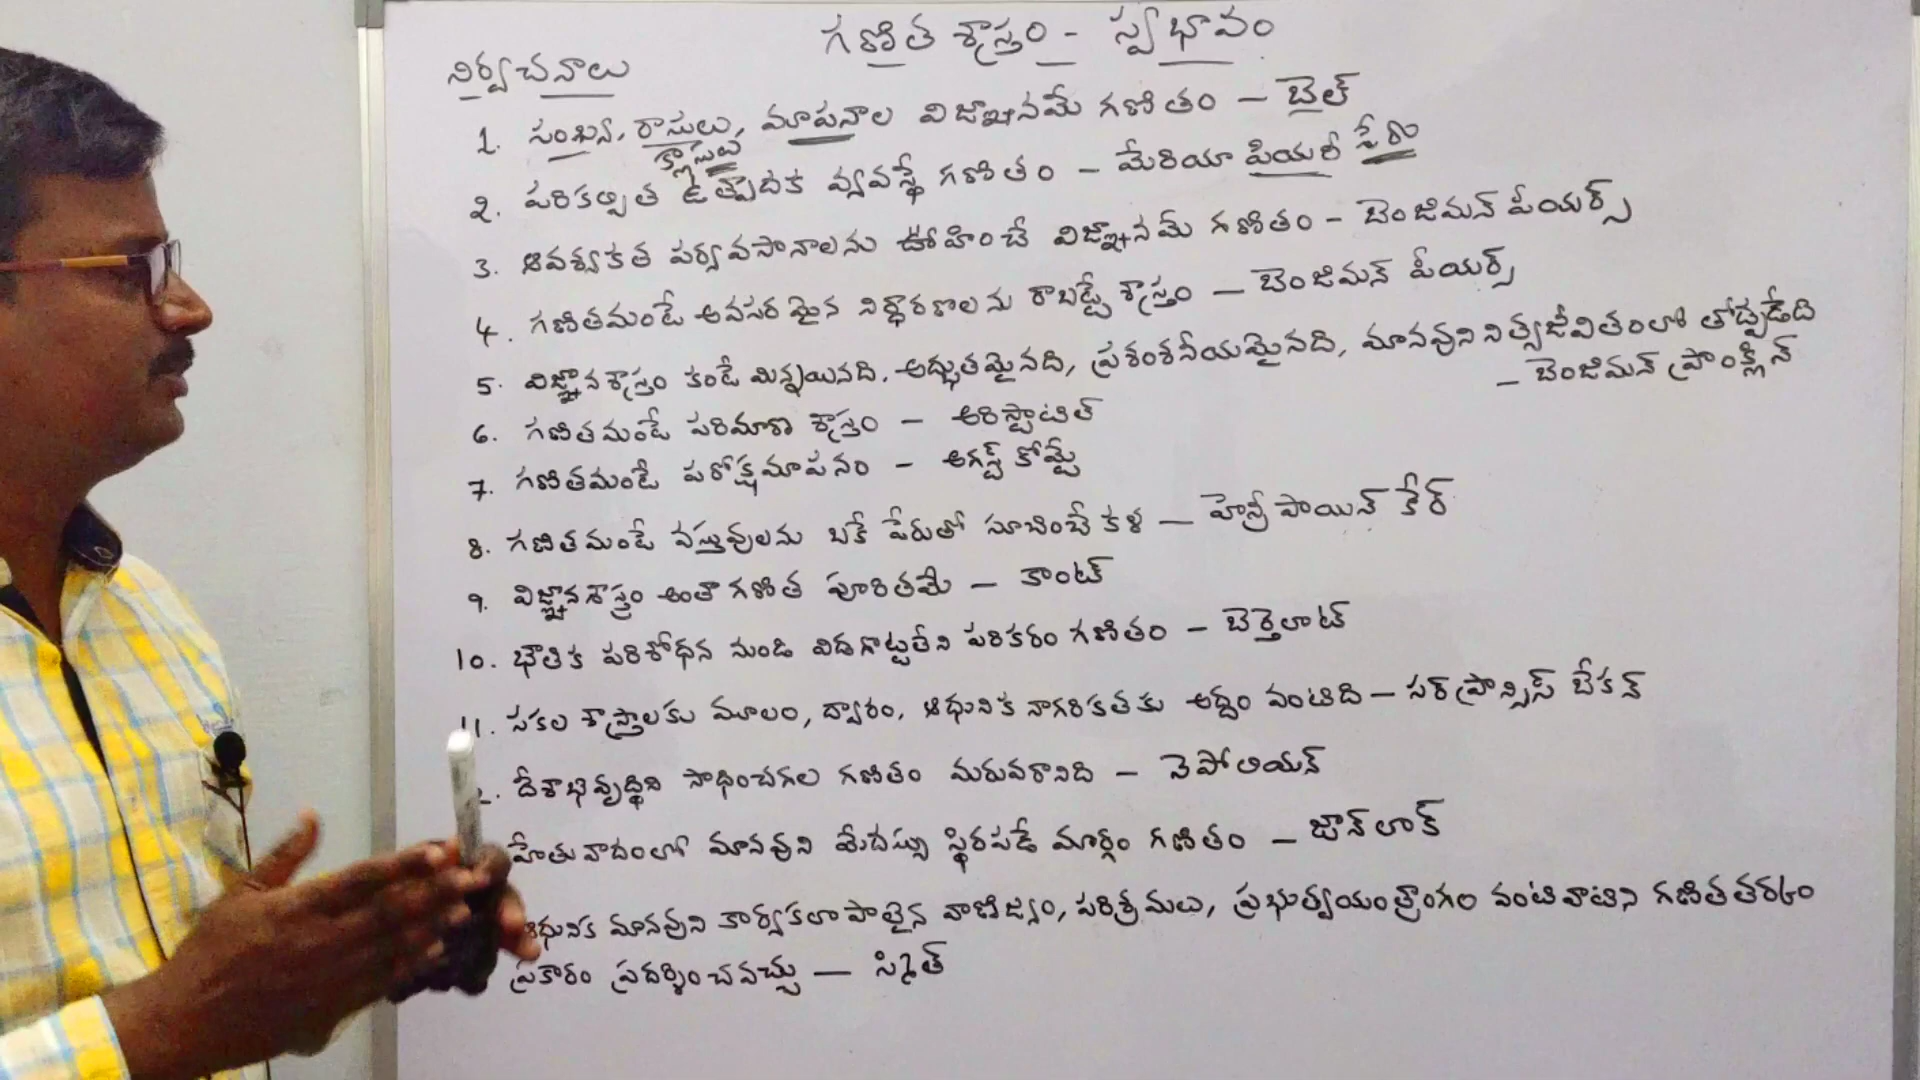 గణిత శాస్త్రం - స్వభావం
నిర్వచనాలు
1. సంఖ్య, రాసులు, మాపనాల విజ్ఞానమే గణితం - బైల్
క్లాసుల
2. పరికల్పిత ఉత్పాదక వ్యవస్థే గణితం - మేరియా పియరీ స్కేరి
3. ఆవశ్యకత పర్యవసానాలను ఊహించే విజ్ఞానమే గణితం - బెంజిమన్ పీయర్స్
4. గణితమంటే అవసరమైన నిర్ధారణలను రాబట్టే శాస్త్రం - బెంజిమన్ పీయర్స్
5. విజ్ఞానశాస్త్రం కంటే మిన్నయినది, అద్భుతమైనది, ప్రశంశనీయమైనది, మానవుని నిత్యజీవితంలో తోడ్పడేది
- బెంజిమన్ ఫ్రాంక్లిన్
6. గణితమంటే పరిమాణ శాస్త్రం - అరిస్టాటిల్
7. గణితమంటే పరోక్షమాపనం - అగస్ట్ కోమ్టే
8. గణితమంటే వస్తువులను ఒకే పేరుతో సూచించే కళ - హెన్రీ పాయిన్ కేర్
9. విజ్ఞానశాస్త్రం అంతా గణిత పూరితమే - కాంట్
10. భౌతిక పరిశోధన నుండి విడగొట్టలేని పరికరం గణితం - బెర్తెలాట్
11. సకల శాస్త్రాలకు మూలం, ద్వారం, ఆధునిక నాగరికతకు అద్దం వంటిది - సర్ ఫ్రాన్సిస్ బేకన్
దేశాభివృద్ధిని సాధించగల గణితం మరువరానిది - నెపోలియన్
హేతువాదంలో మానవుని మేదస్సు స్థిరపడే మార్గం గణితం - జాన్ లాక్
ఆధునిక మానవుని కార్యకలాపాలైన వాణిజ్యం, పరిశ్రమలు, ప్రభుత్వయంత్రాంగం వంటివాటిని గణితతర్కం
ప్రకారం ప్రదర్శించవచ్చు - స్మిత్